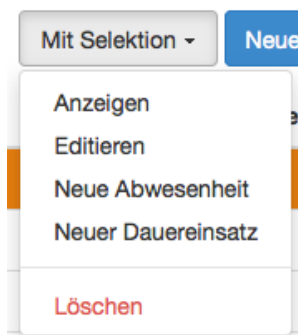 Mit Selektion Neue
Anzeigen
Editieren
Neue Abwesenheit
Neuer Dauereinsatz
Löschen